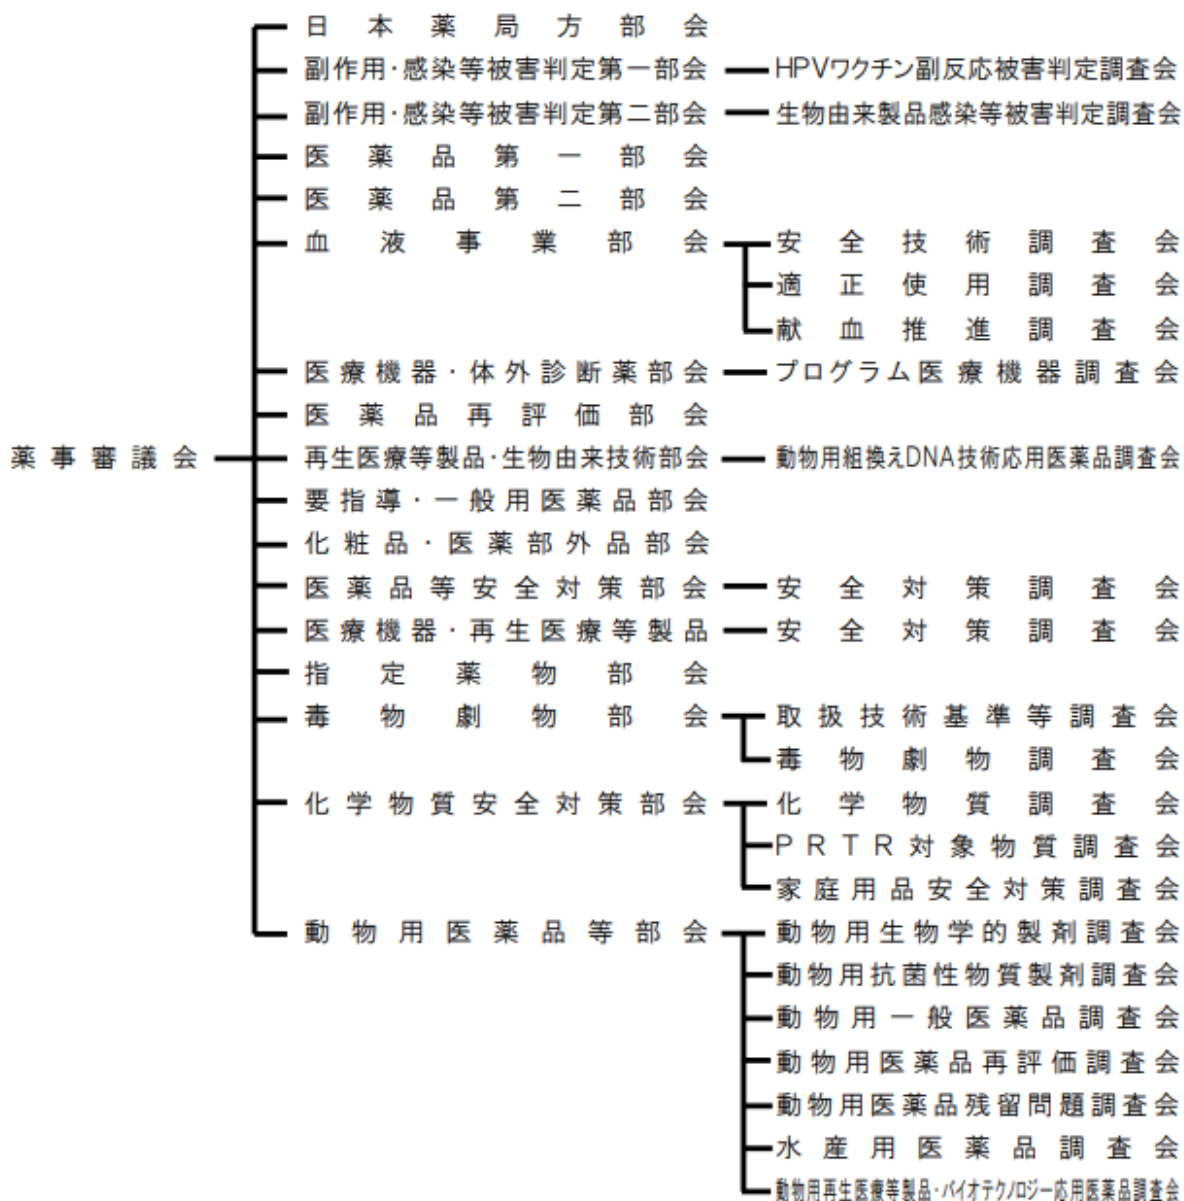 日本薬局方部会
副作用・感染等被害判定第一部会 HPVワクチン副反応被害判定調査会
副作用・感染等被害判定第二部会 生物由来製品感染等被害判定調査会
医薬品第一部会
医薬品第二部会
血液事業部会 安全技術調査会
適正使用調査会
献血推進調査会
医療機器・体外診断薬部会 プログラム医療機器調査会
医薬品再評価部会
薬事審議会 再生医療等製品・生物由来技術部会 動物用組換えDNA技術応用医薬品調査会
要指導・一般用医薬品部会
化粧品・医薬部外品部会
医薬品等安全対策部会 安全対策調査会
医療機器・再生医療等製品 安全対策調査会
指定薬物部会
毒物劇物部会 取扱技術基準等調査会
毒物劇物調査会
化学物質安全対策部会 化学物質調査会
PRTR対象物質調査会
家庭用品安全対策調査会
動物用医薬品等部会 動物用生物学的製剤調査会
動物用抗菌性物質製剤調査会
動物用一般医薬品調査会
動物用医薬品再評価調査会
動物用医薬品残留問題調査会
水産用医薬品調査会
動物用再生医療等製品・バイオテクノロジー応用医薬品調査会